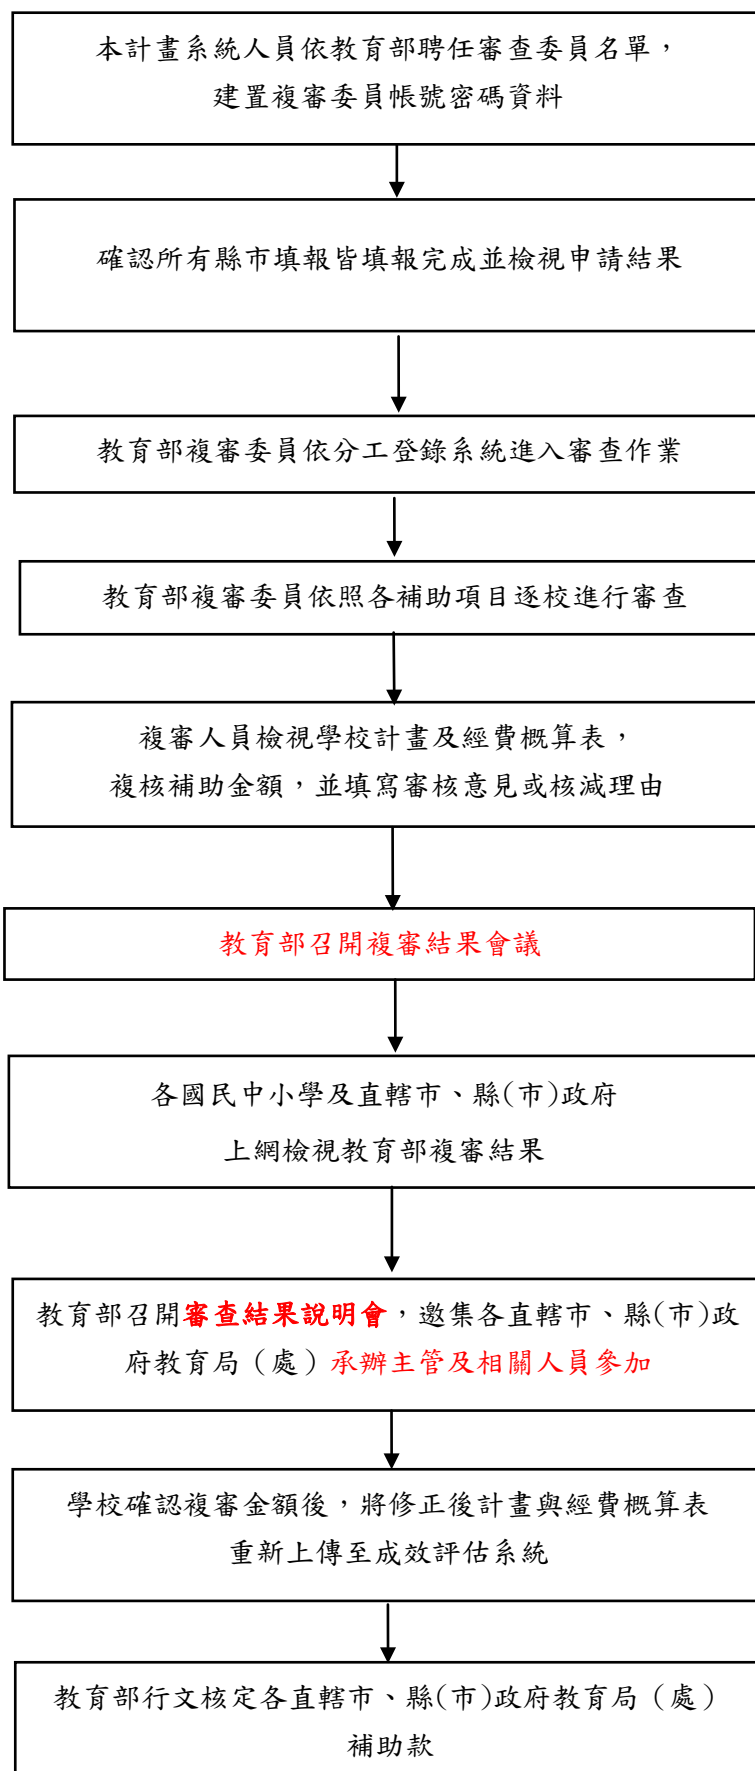 本計畫系統人員依教育部聘任審查委員名單，
建置複審委員帳號密碼資料
確認所有縣市填報皆填報完成並檢視申請結果
教育部複審委員依分工登錄系統進入審查作業
教育部複審委員依照各補助項目逐校進行審查
複審人員檢視學校計畫及經費概算表，
複核補助金額，並填寫審核意見或核減理由
教育部召開複審結果會議
各國民中小學及直轄市、縣(市)政府
上網檢視教育部複審結果
教育部召開審查結果說明會，邀集各直轄市、縣(市)政
府教育局（處）承辦主管及相關人員參加
學校確認複審金額後，將修正後計畫與經費概算表
重新上傳至成效評估系統
教育部行文核定各直轄市、縣(市)政府教育局（處）
補助款